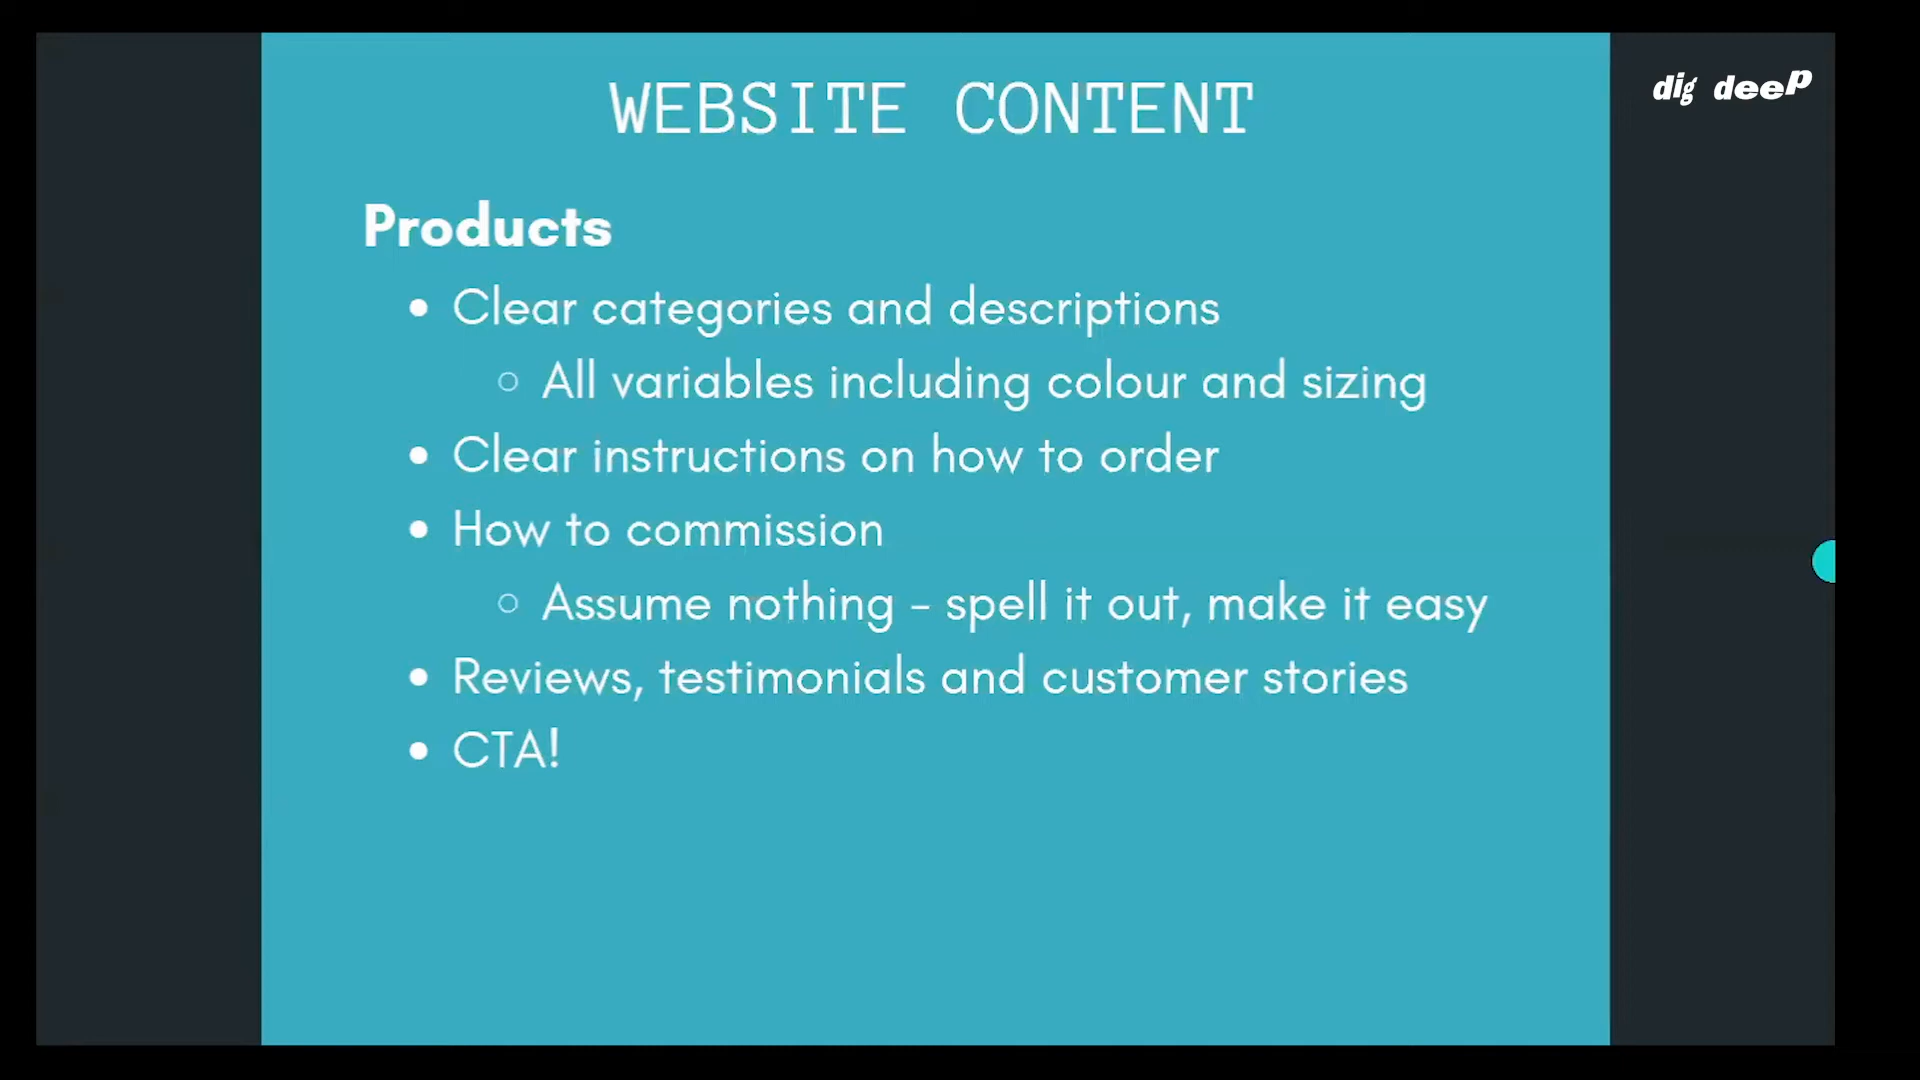 WEBSITE CONTENT
dig deep
Products
Clear categories and descriptions
All variables including colour and sizing
Clear instructions on how to order
How to commission
Assume nothing - spell it out, make it easy
Reviews, testimonials and customer stories
CTA!